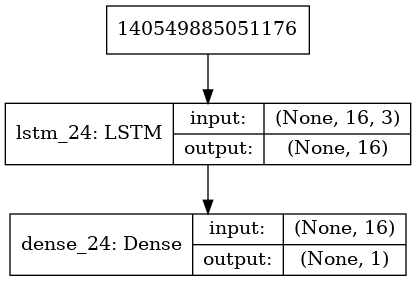 140549885051176
lstm_24: LSTM
input:
(None, 16, 3)
output:
(None, 16)
dense_24: Dense
input:
(None, 16)
output:
(None, 1)